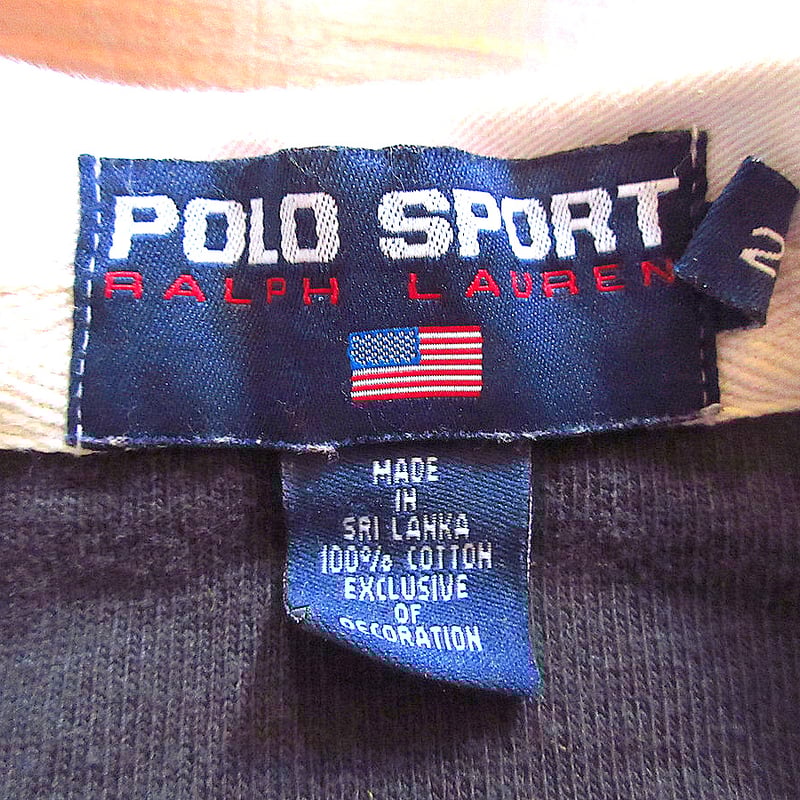 POLO SPORT
RALPH LAUREN
2
MADE
IN
SRI LANKA
100% COTTON
EXCLUSIVE
OF
DECORATION